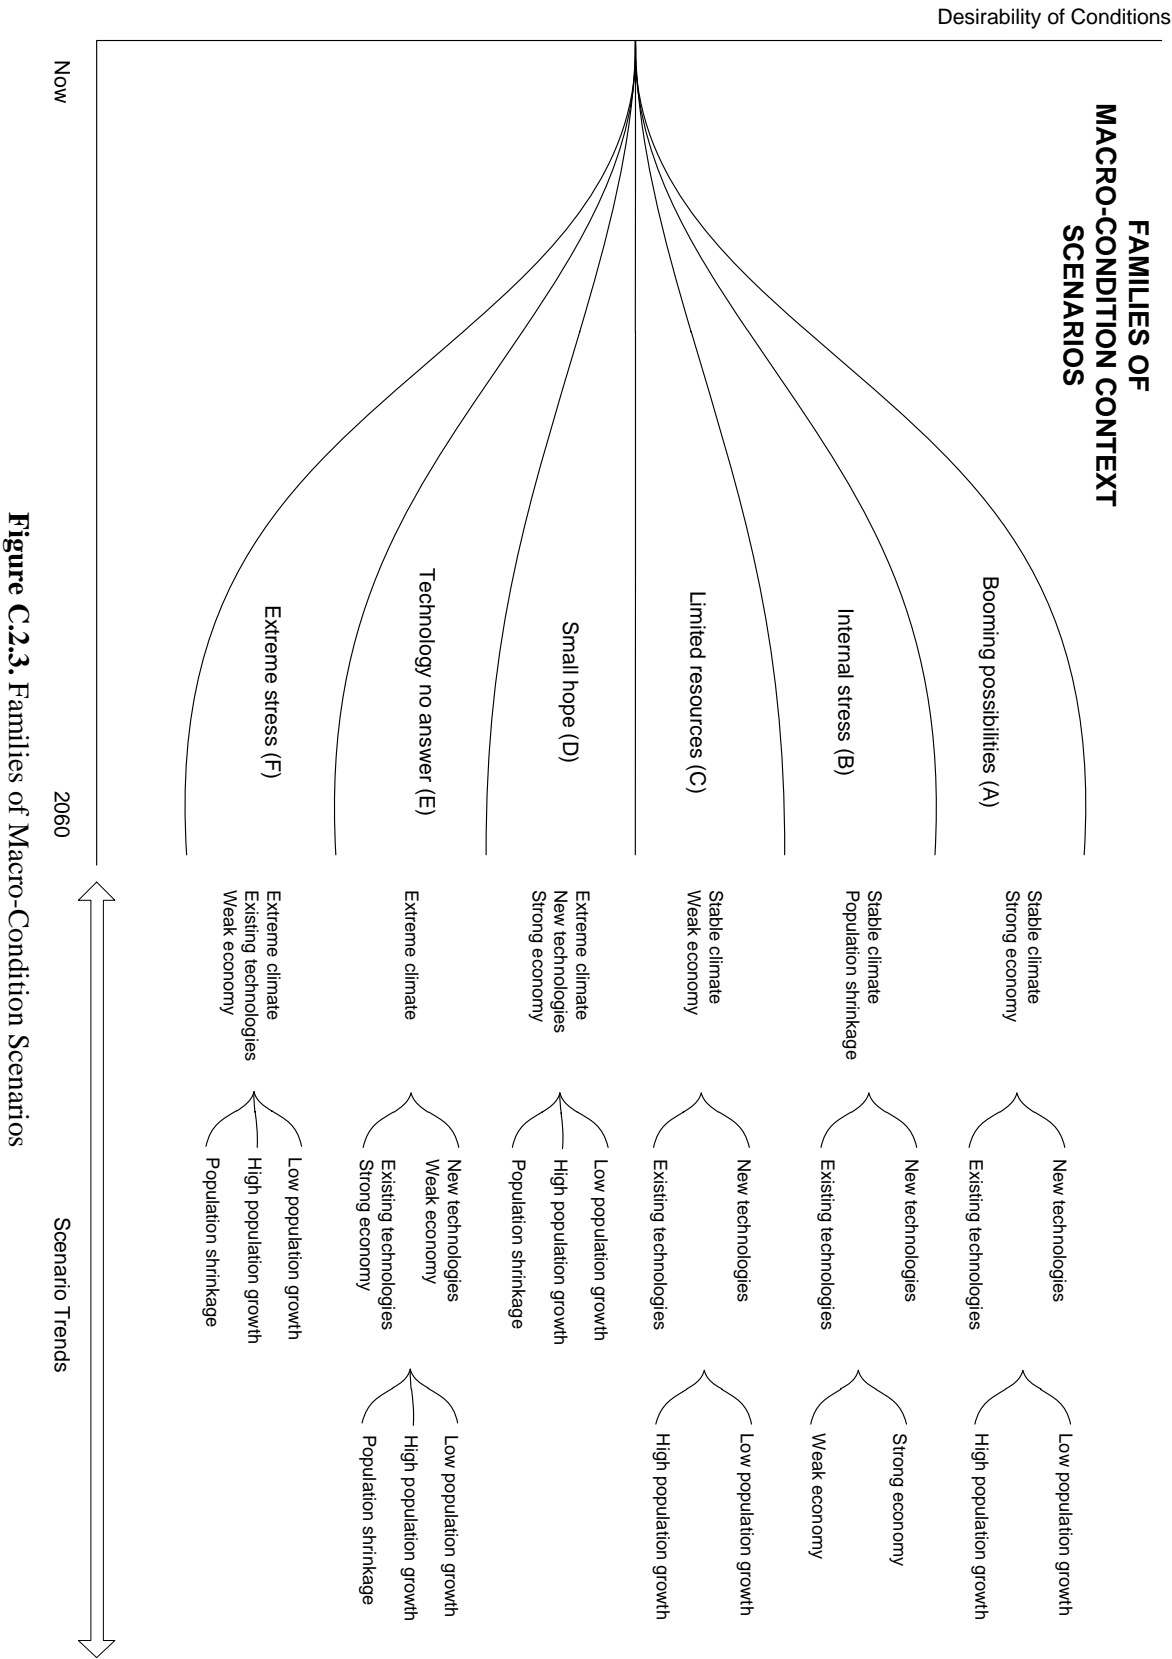 Desirability of Conditions
FAMILIES OF
MACRO-CONDITION CONTEXT
SCENARIOS
Booming possibilities (A)
Stable climate
Strong economy
New technologies
Existing technologies
Low population growth
High population growth
Internal stress (B)
Stable climate
Population shrinkage
New technologies
Existing technologies
Strong economy
Weak economy
Limited resources (C)
Stable climate
Weak economy
New technologies
Existing technologies
Low population growth
High population growth
Small hope (D)
Extreme climate
New technologies
Strong economy
Low population growth
High population growth
Population shrinkage
Technology no answer (E)
Extreme climate
New technologies
Weak economy
Existing technologies
Strong economy
Low population growth
High population growth
Population shrinkage
Extreme stress (F)
Extreme climate
Existing technologies
Weak economy
Low population growth
High population growth
Population shrinkage
Now
2060
Scenario Trends
Figure C.2.3. Families of Macro-Condition Scenarios